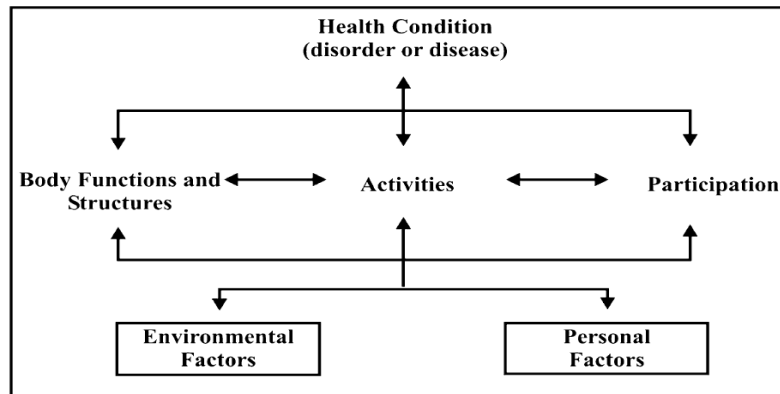 Health Condition
(disorder or disease)
Body Functions and
Structures
Activities
Participation
Environmental
Factors
Personal
Factors